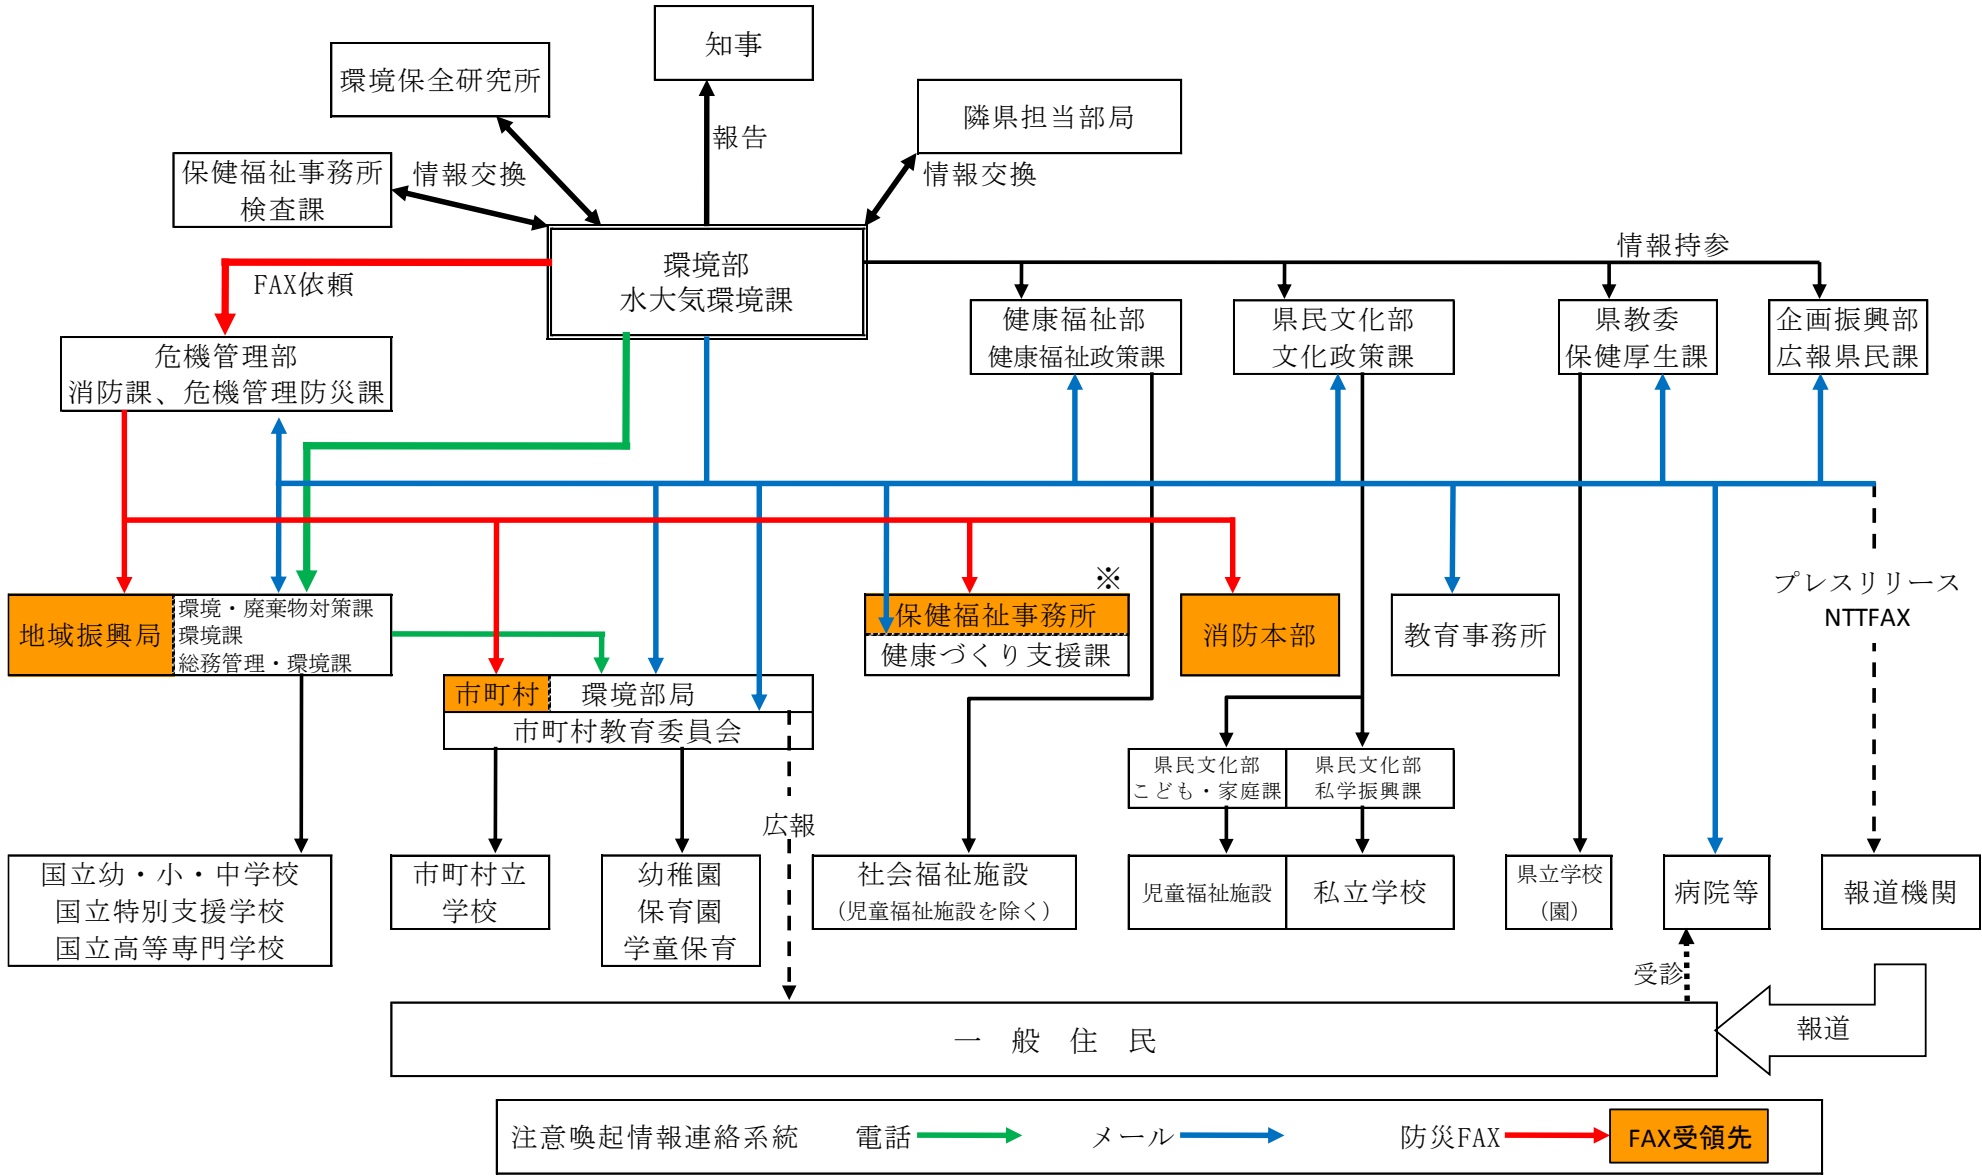 知事
環境保全研究所
隣県担当部局
報告
保健福祉事務所
検査課
情報交換
情報交換
環境部
水大気環境課
情報持参
FAX依頼
健康福祉部
健康福祉政策課
県民文化部
文化政策課
県教委
保健厚生課
企画振興部
広報県民課
危機管理部
消防課、危機管理防災課
※
プレスリリース
NTTFAX
地域振興局
環境・廃棄物対策課
環境課
総務管理・環境課
保健福祉事務所
健康づくり支援課
消防本部
教育事務所
市町村
環境部局
市町村教育委員会
県民文化部
こども・家庭課
県民文化部
私学振興課
広報
国立幼・小・中学校
国立特別支援学校
国立高等専門学校
市町村立
学校
幼稚園
保育園
学童保育
社会福祉施設
（児童福祉施設を除く）
児童福祉施設
私立学校
県立学校
（園）
病院等
報道機関
受診
一般住民
報道
注意喚起情報連絡系統 電話 メール 防災FAX FAX受領先